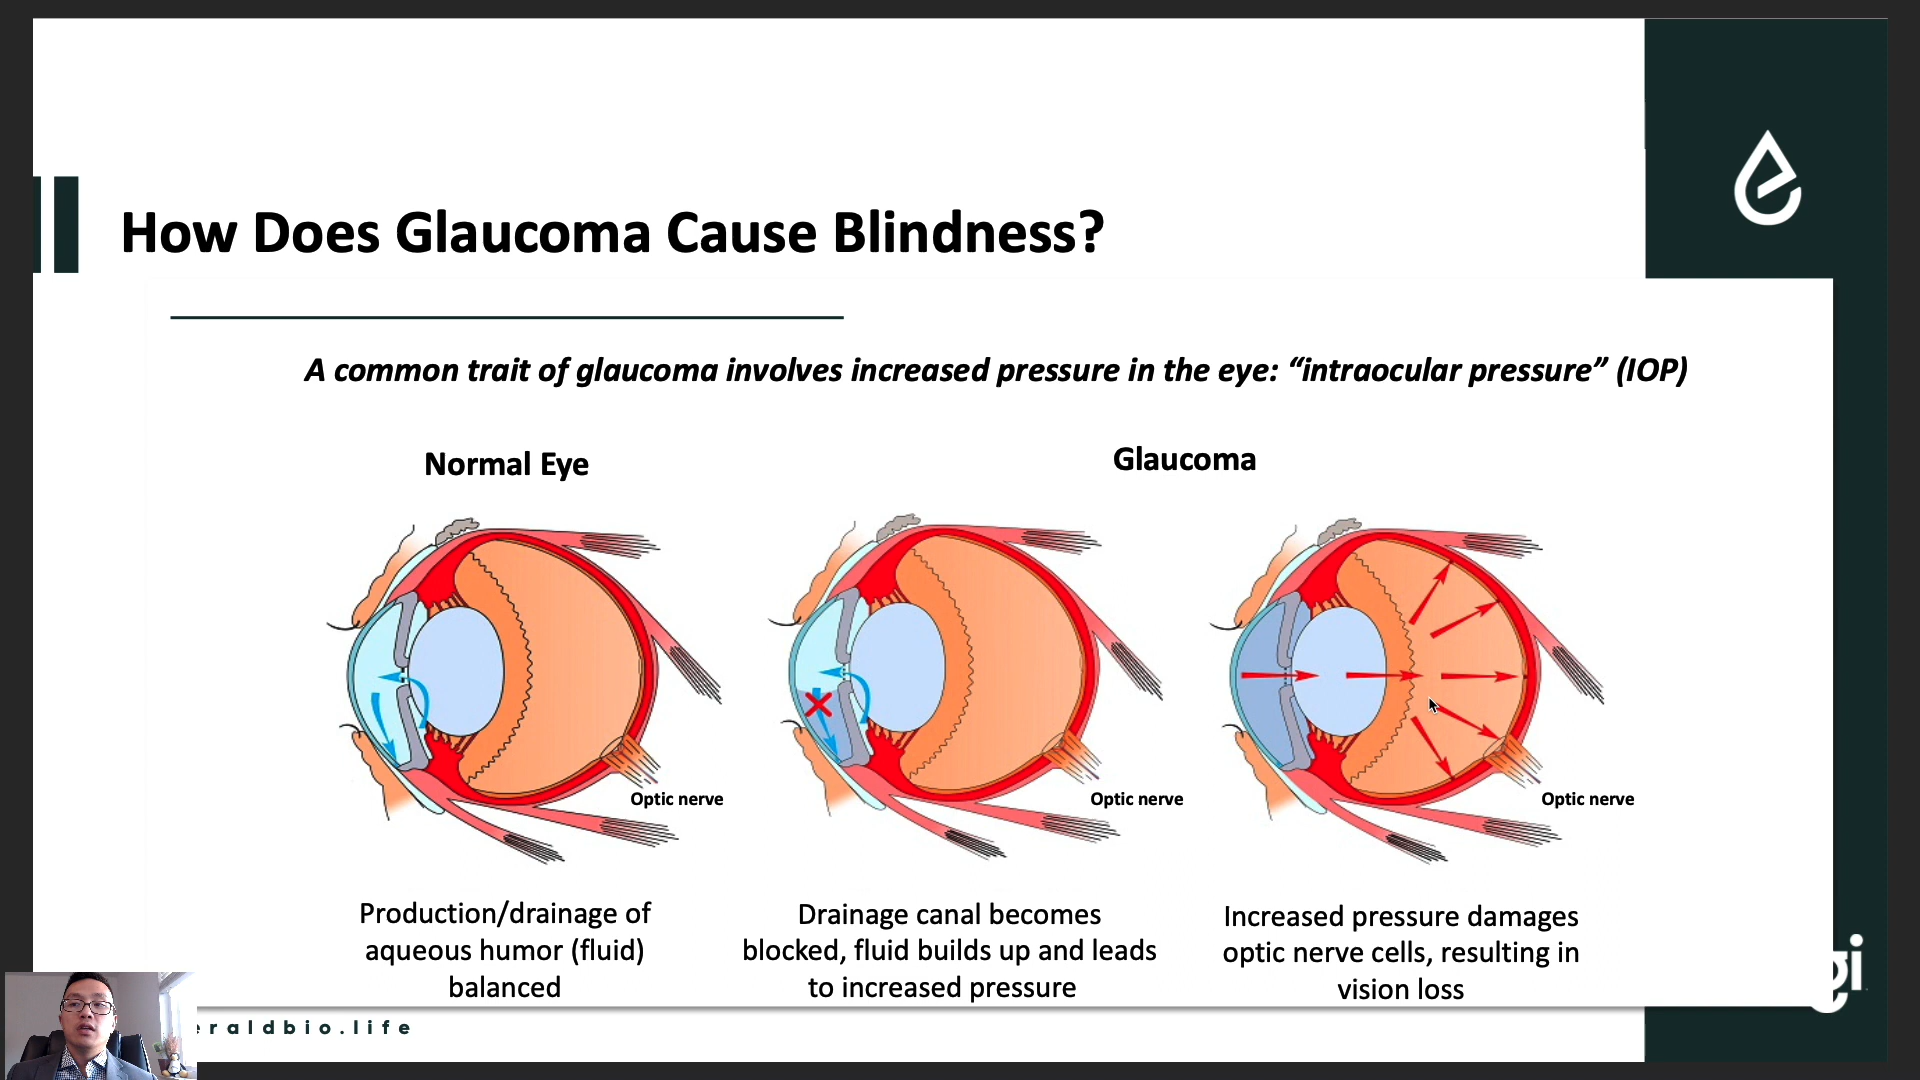 How Does Glaucoma Cause Blindness?
A common trait of glaucoma involves increased pressure in the eye: “intraocular pressure” (IOP)
Normal Eye
Glaucoma
Optic nerve
Optic nerve
Optic nerve
Production/drainage of
aqueous humor (fluid)
balanced
Drainage canal becomes
blocked, fluid builds up and leads
to increased pressure
Increased pressure damages
optic nerve cells, resulting in
vision loss
eraldbio.life
gi